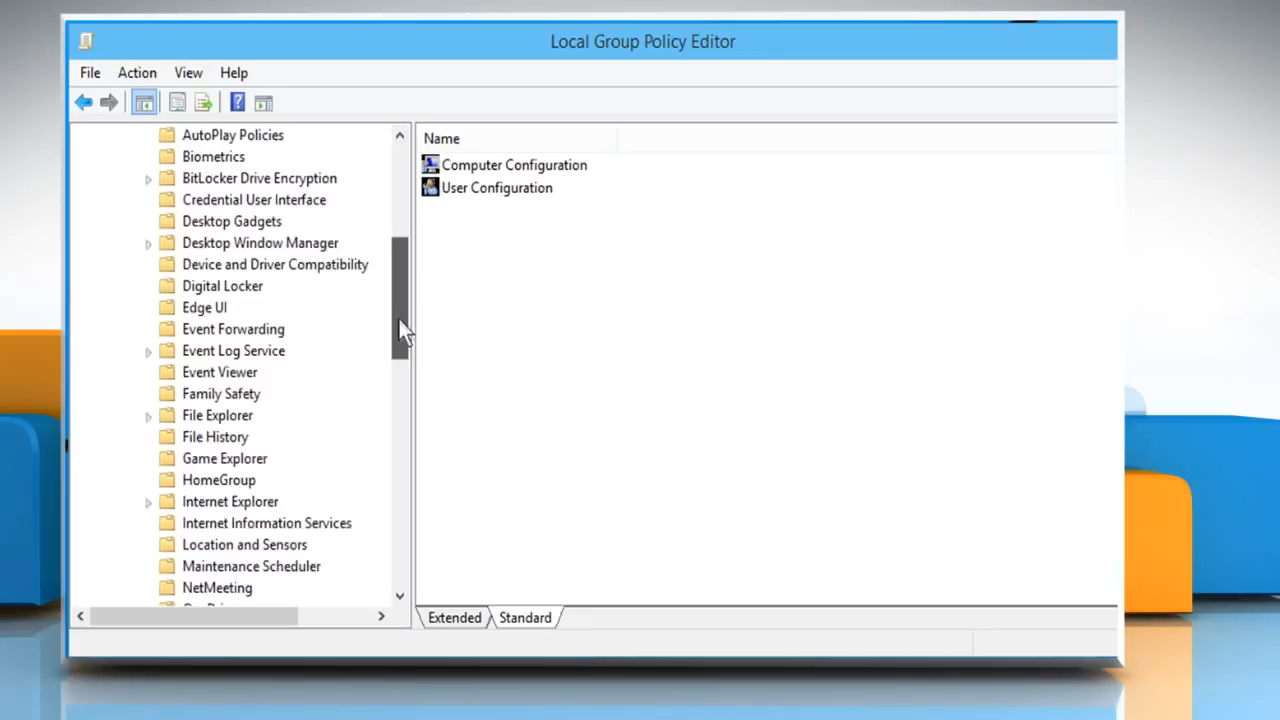 Local Group Policy Editor
File Action View Help
AutoPlay Policies
Biometrics
BitLocker Drive Encryption
Credential User Interface
Desktop Gadgets
Desktop Window Manager
Device and Driver Compatibility
Digital Locker
Edge UI
Event Forwarding
Event Log Service
Event Viewer
Family Safety
File Explorer
File History
Game Explorer
HomeGroup
Internet Explorer
Internet Information Services
Location and Sensors
Maintenance Scheduler
NetMeeting
Name
Computer Configuration
User Configuration
Extended Standard